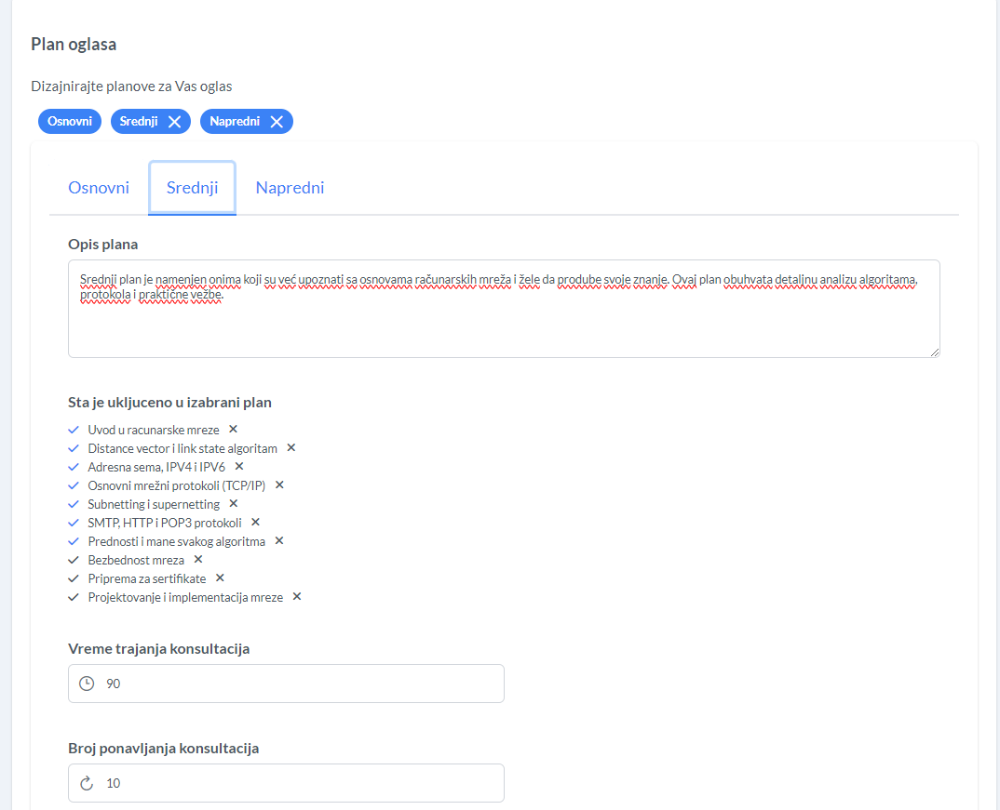 Plan oglasa
Dizajnirajte planove za Vas oglas
Osnovni Srednji Napredni
Osnovni Srednji Napredni
Opis plana
Srednji plan je namenjen onima koji su već upoznati sa osnovama računarskih mreža i žele da prodube svoje znanje. Ovaj plan obuhvata detaljnu analizu algoritama,
protokola i praktične vežbe.
Sta je ukljuceno u izabrani plan
Uvod u racunarske mreze
Distance vector i link state algoritam
Adresna sema, IPV4 i IPV6
Osnovni mrežni protokoli (TCP/IP)
Subnetting i supernetting
SMTP, HTTP i POP3 protokoli
Prednosti i mane svakog algoritma
Bezbednost mreza
Priprema za sertifikate
Projektovanje i implementacija mreze
Vreme trajanja konsultacija
90
Broj ponavljanja konsultacija
10